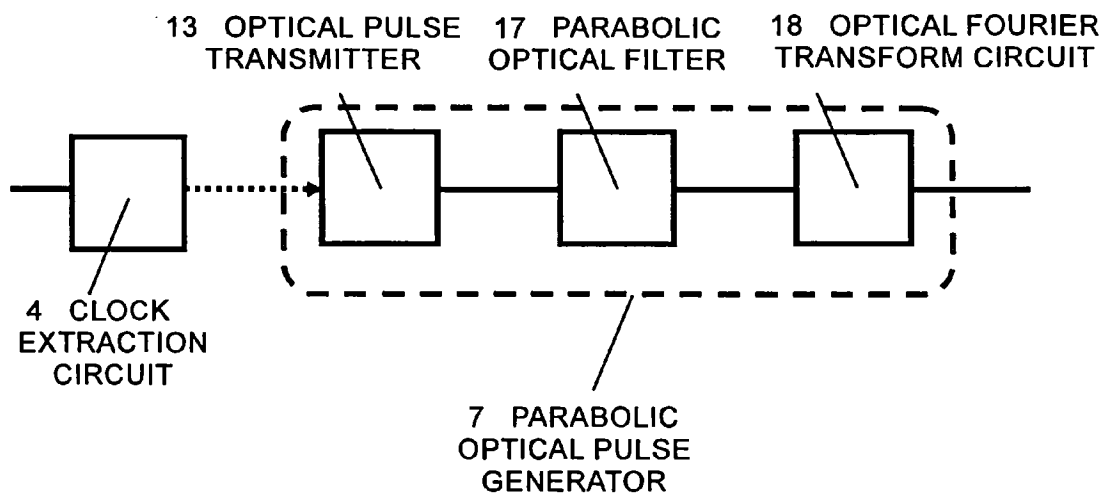 13 OPTICAL PULSE
TRANSMITTER
17 PARABOLIC
OPTICAL FILTER
18 OPTICAL FOURIER
TRANSFORM CIRCUIT
4 CLOCK
EXTRACTION
CIRCUIT
7 PARABOLIC
OPTICAL PULSE
GENERATOR